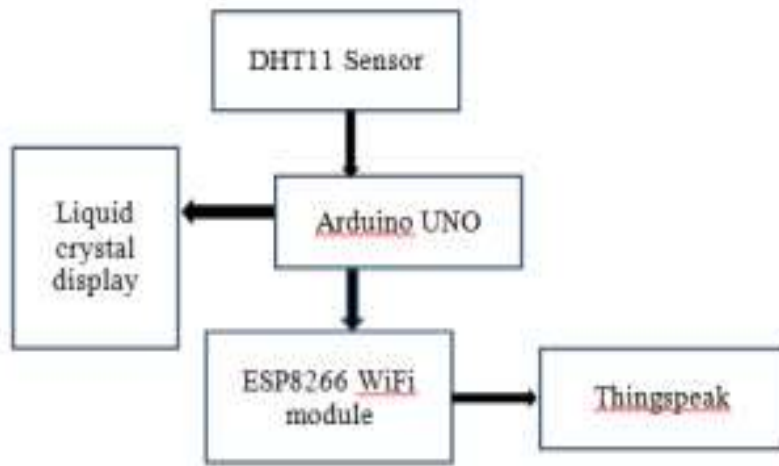 DHT11 Sensor
Liquid
crystal
display
Arduino UNO
ESP8266 WiFi
module
Thingspeak